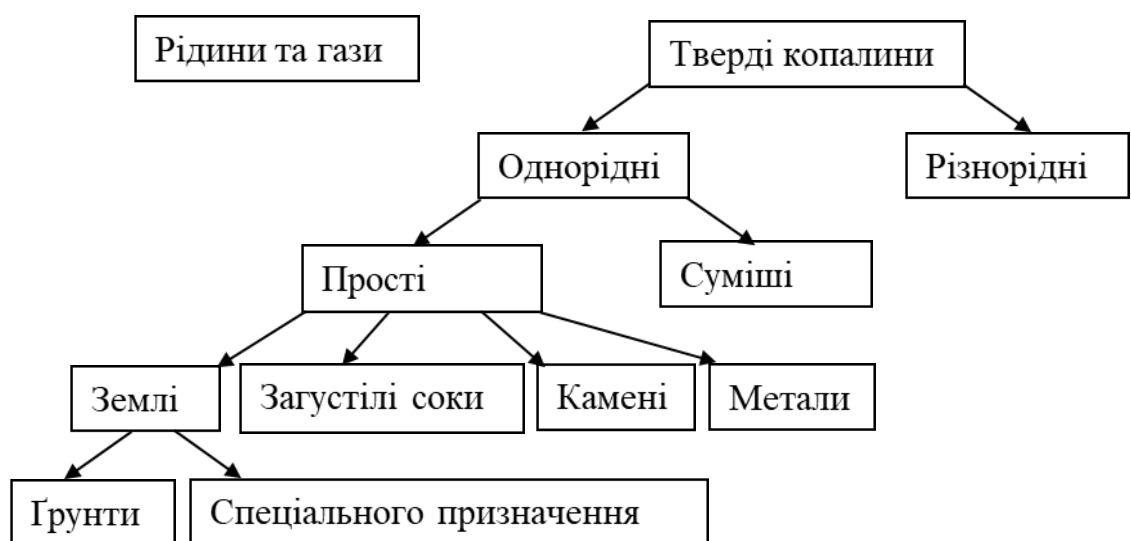 Рідини та гази
Тверді копалини
Однорідні
Різнорідні
Прості
Суміші
Землі
Загустілі соки
Камені
Метали
Ґрунти
Спеціального призначення